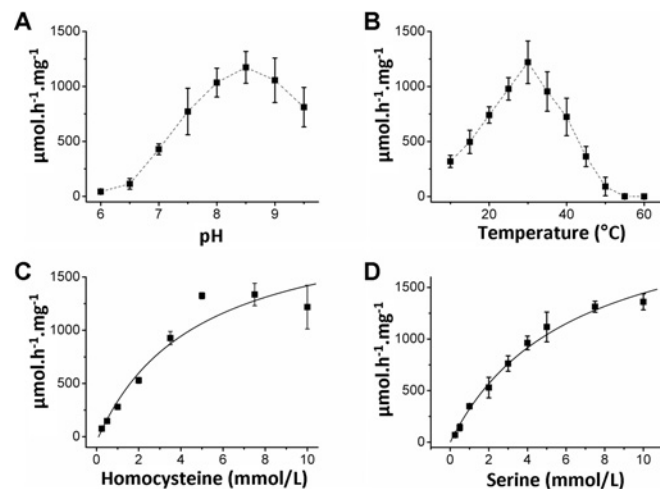 A
B
1500
1000
500
0
μmol.h⁻¹.mg⁻¹
6 7 8 9
pH
1500
1000
500
0
μmol.h⁻¹.mg⁻¹
20 40 60
Temperature (°C)
C
D
1500
1000
500
0
μmol.h⁻¹.mg⁻¹
0 2 4 6 8 10
Homocysteine (mmol/L)
1500
1000
500
0
μmol.h⁻¹.mg⁻¹
0 2 4 6 8 10
Serine (mmol/L)